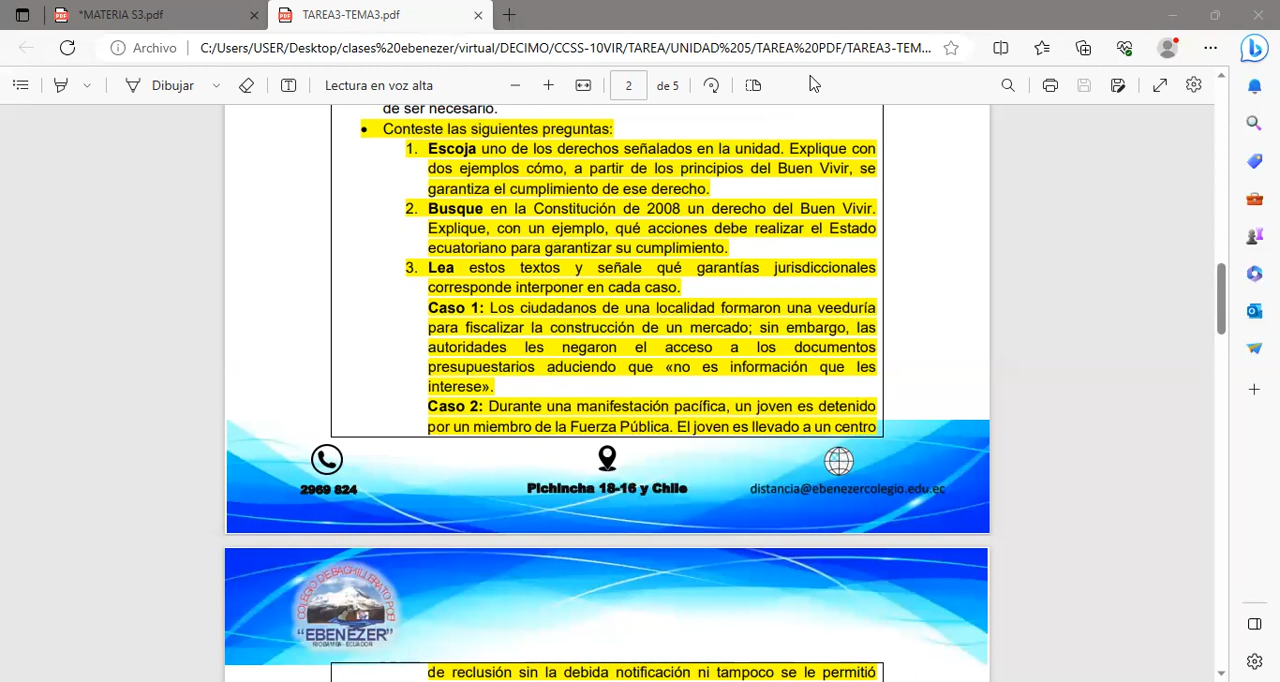 *MATERIA S3.pdf
TAREA3-TEMA3.pdf
Archivo
C:/Users/USER/Desktop/clases%20ebenezer/virtual/DECIMO/CCSS-10VIR/TAREA/UNIDAD%205/TAREA%20PDF/TAREA3-TEM...
Dibujar
Lectura en voz alta
2
de 5
de ser necesario.
• Conteste las siguientes preguntas:
1. Escoja uno de los derechos señalados en la unidad. Explique con
dos ejemplos cómo, a partir de los principios del Buen Vivir, se
garantiza el cumplimiento de ese derecho.
2. Busque en la Constitución de 2008 un derecho del Buen Vivir.
Explique, con un ejemplo, qué acciones debe realizar el Estado
ecuatoriano para garantizar su cumplimiento.
3. Lea estos textos y señale qué garantías jurisdiccionales
corresponde interponer en cada caso.
Caso 1: Los ciudadanos de una localidad formaron una veeduría
para fiscalizar la construcción de un mercado; sin embargo, las
autoridades les negaron el acceso a los documentos
presupuestarios aduciendo que «no es información que les
interese».
Caso 2: Durante una manifestación pacífica, un joven es detenido
por un miembro de la Fuerza Pública. El joven es llevado a un centro
2969 824
Pichincha 18-16 y Chile
distancia@ebenezercolegio.edu.ec
COLEGIO DE BACHILLERATO PCEI
"EBENEZER"
RIOBAMBA - ECUADOR
de reclusión sin la debida notificación ni tampoco se le permitió